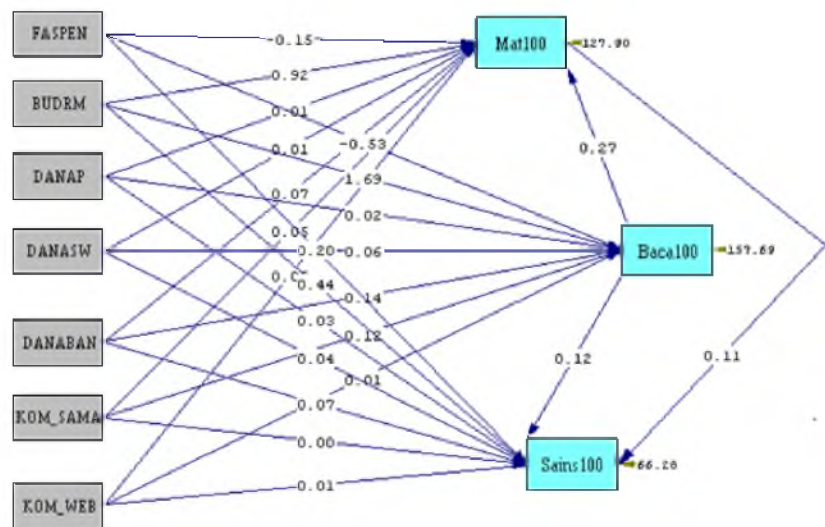 FASPEN
BUDRM
DANAP
DANASW
DANABAN
KOM_SAMA
KOM_WEB
-0.15
0.92
0.01
0.01
0.07
0.05
-0.53
1.69
0.02
0.06
0.14
0.12
0.01
0.20
0.44
0.03
0.04
0.07
0.00
0.01
Mat100
127.90
0.27
Baca100
157.69
0.12
0.11
Sains100
66.28